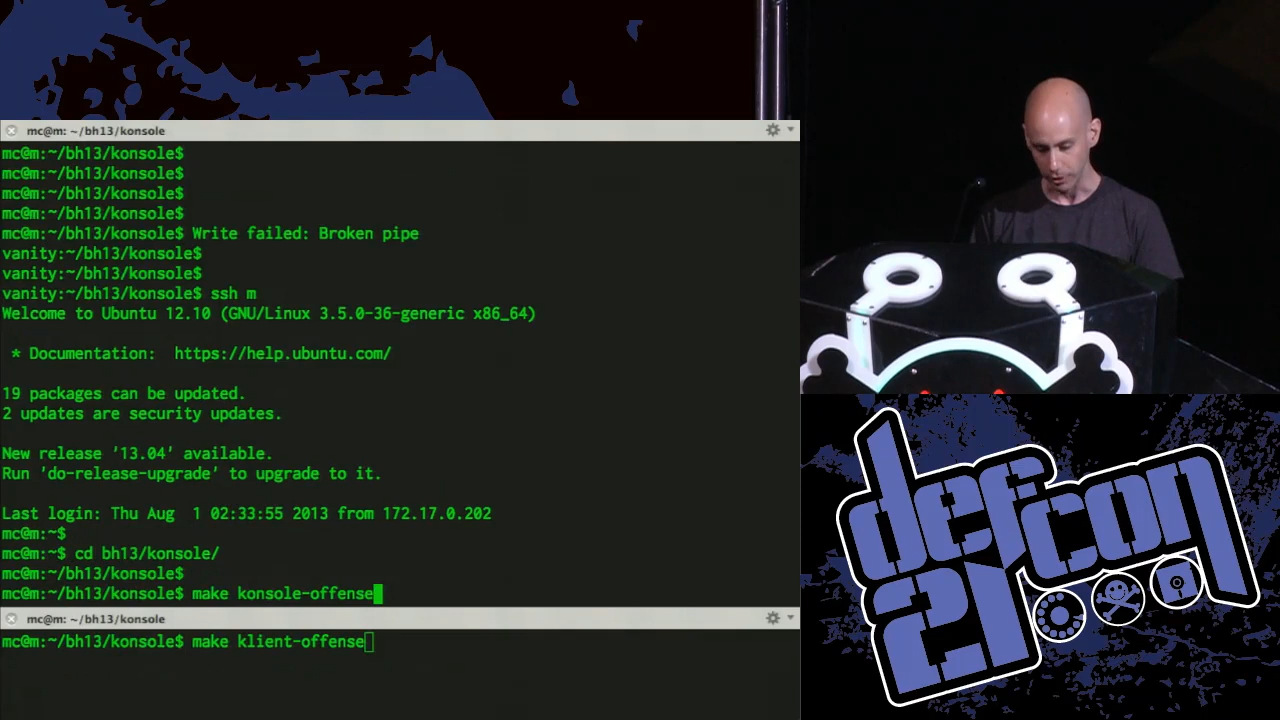 mc@m: ~/bh13/konsole
mc@m:~/bh13/konsole$
mc@m:~/bh13/konsole$
mc@m:~/bh13/konsole$
mc@m:~/bh13/konsole$
mc@m:~/bh13/konsole$ Write failed: Broken pipe
vanity:~/bh13/konsole$
vanity:~/bh13/konsole$
vanity:~/bh13/konsole$ ssh m
Welcome to Ubuntu 12.10 (GNU/Linux 3.5.0-36-generic x86_64)
* Documentation:  https://help.ubuntu.com/
19 packages can be updated.
2 updates are security updates.
New release '13.04' available.
Run 'do-release-upgrade' to upgrade to it.
Last login: Thu Aug  1 02:33:55 2013 from 172.17.0.202
mc@m:~$
mc@m:~$ cd bh13/konsole/
mc@m:~/bh13/konsole$
mc@m:~/bh13/konsole$ make konsole-offense
mc@m: ~/bh13/konsole
mc@m:~/bh13/konsole$ make klient-offense
defcon
21